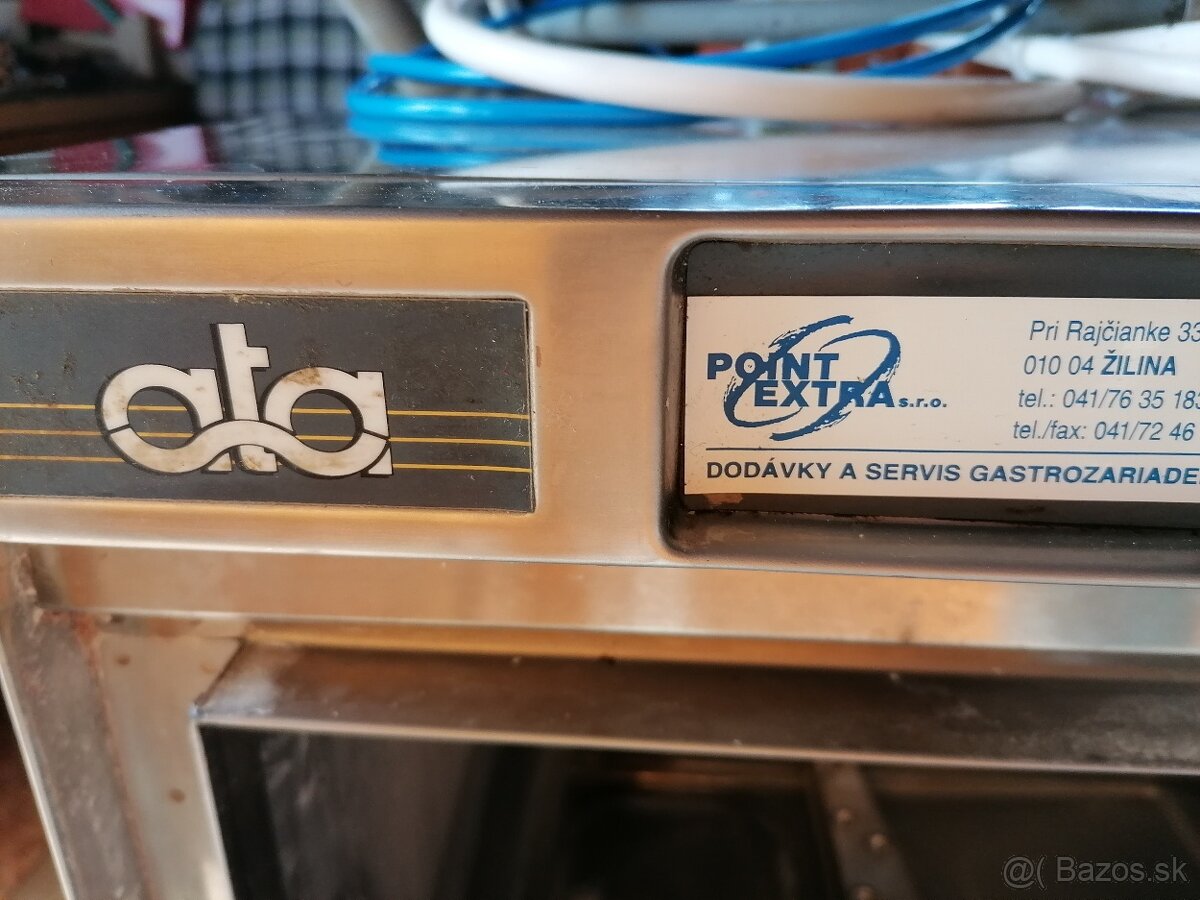 ata
POINT
EXTRA s.r.o.
Pri Rajčianke 33
010 04 ŽILINA
tel.: 041/76 35 183
tel./fax: 041/72 46
DODÁVKY A SERVIS GASTROZARIADE
@( Bazos.sk